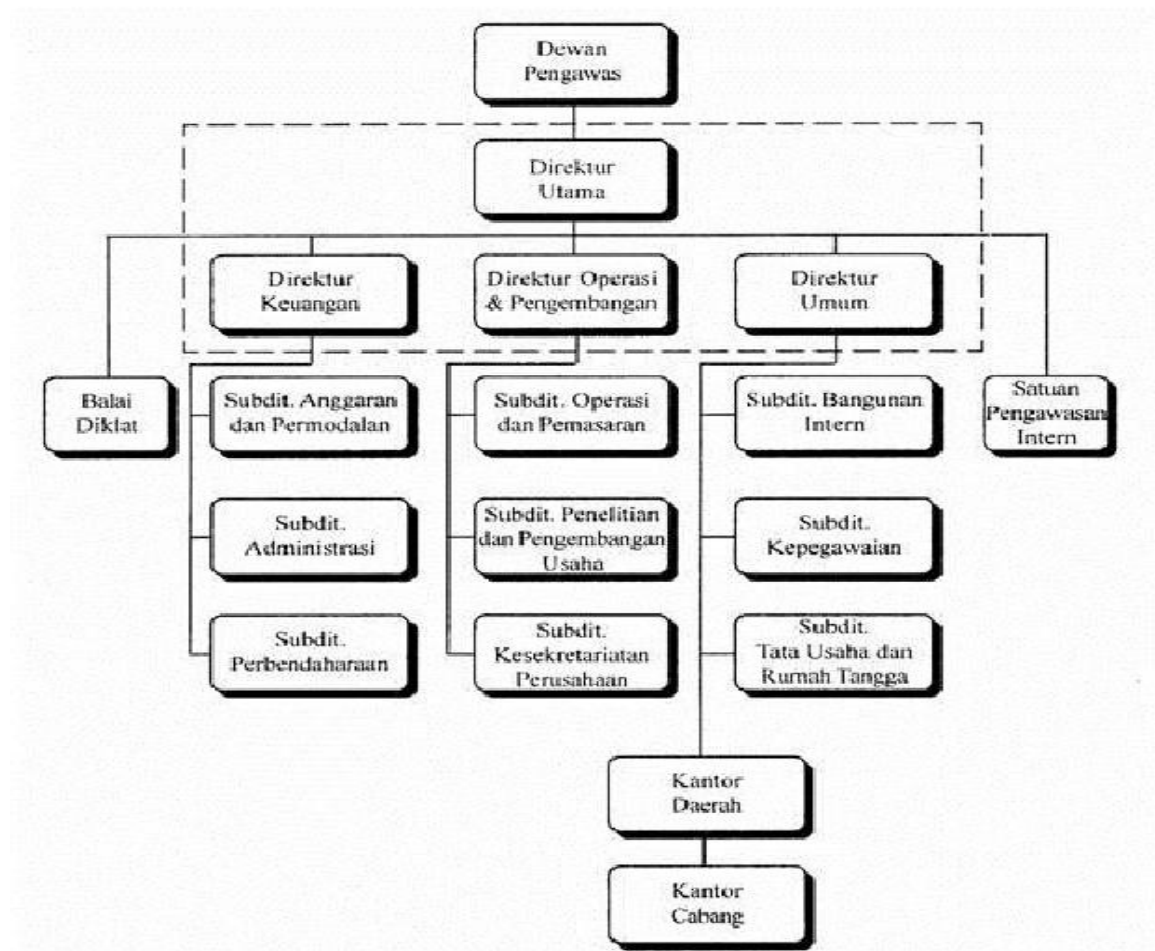 Dewan
Pengawas
Direktur
Utama
Direktur
Keuangan
Direktur Operasi
& Pengembangan
Direktur
Umum
Balai
Diklat
Subdit. Anggaran
dan Permodalan
Subdit. Operasi
dan Pemasaran
Subdit. Bangunan
Intern
Satuan
Pengawasan
Intern
Subdit.
Administrasi
Subdit. Penelitian
dan Pengembangan
Usaha
Subdit.
Kepegawaian
Subdit.
Perbendaharaan
Subdit.
Kesekretariatan
Perusahaan
Subdit.
Tata Usaha dan
Rumah Tangga
Kantor
Daerah
Kantor
Cabang